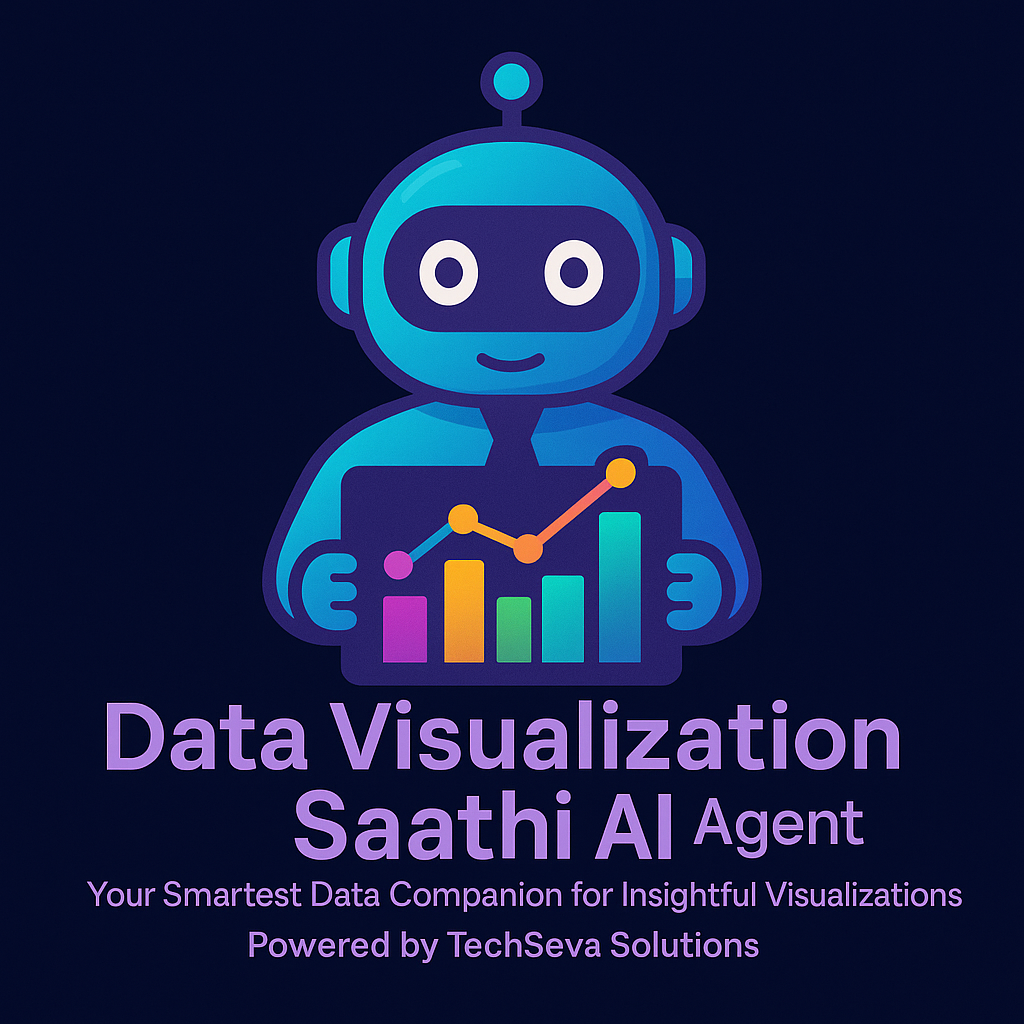 Data Visualization
Saathi AI Agent
Your Smartest Data Companion for Insightful Visualizations
Powered by TechSeva Solutions